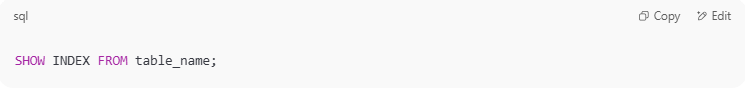 sql Copy Edit
SHOW INDEX FROM table_name;